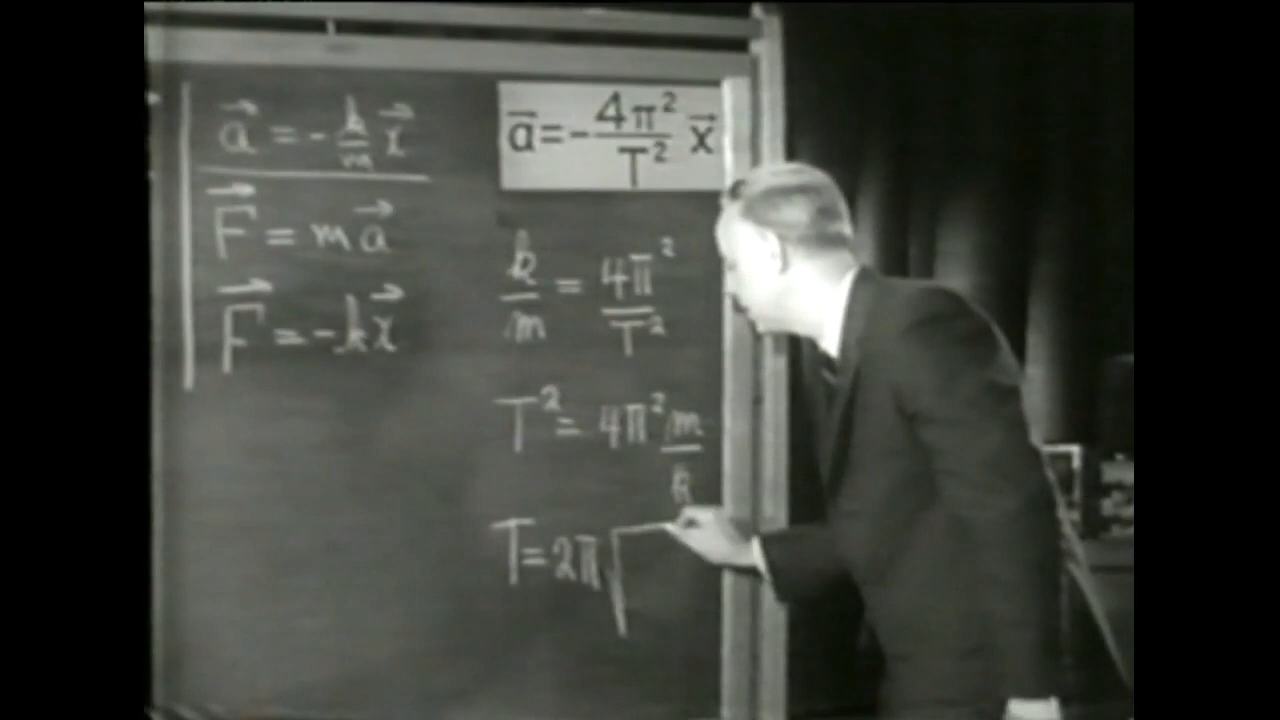 a⃗ = - k/m x⃗
F⃗ = m a⃗
F⃗ = - k x⃗
a⃗ = - 4π²/T² x⃗
k/m = 4π²/T²
T² = 4π² m/k
T = 2π √